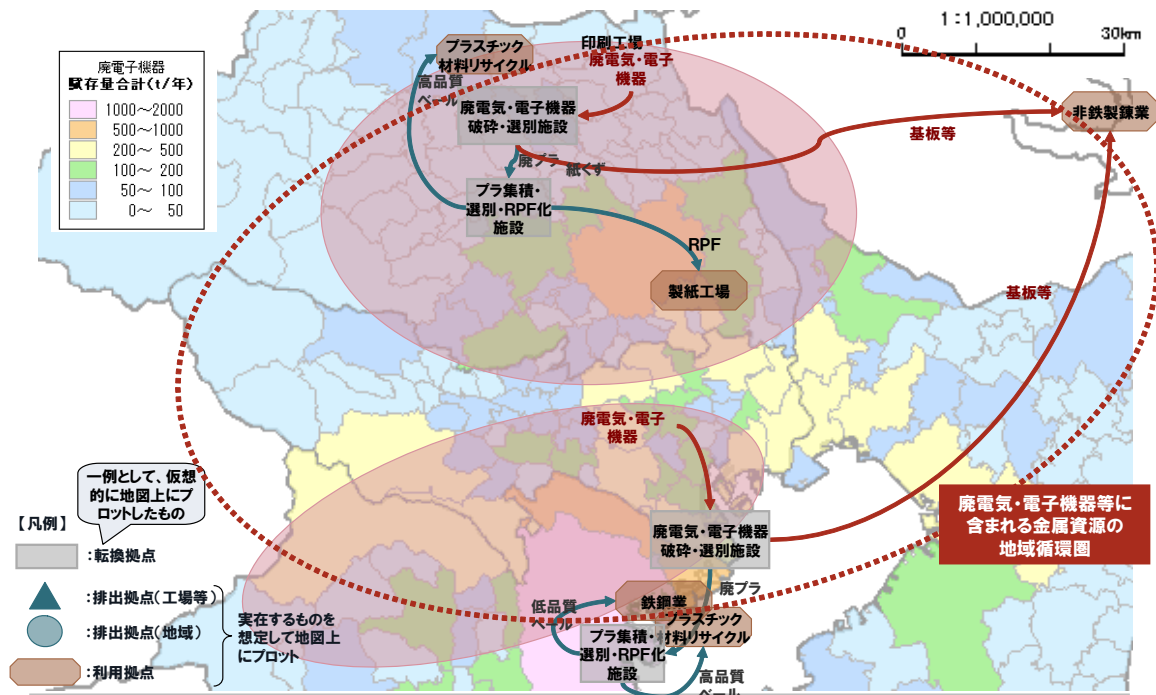 1:1,000,000
0
30km
廃電子機器
賦存量合計(t/年)
1000～2000
500～1000
200～ 500
100～ 200
50～ 100
0～ 50
プラスチック
材料リサイクル
印刷工場
廃電気・電子
機器
高品質
ベール
廃電気・電子機器
破砕・選別施設
非鉄製錬業
基板等
廃プラ
紙くず
プラ集積・
選別・RPF化
施設
RPF
製紙工場
基板等
廃電気・電子
機器
一例として、仮想
的に地図上にプ
ロットしたもの
【凡例】
:転換拠点
:排出拠点(工場等)
:排出拠点(地域)
:利用拠点
実在するものを
想定して地図上
にプロット
廃電気・電子機器
破砕・選別施設
廃電気・電子機器等に
含まれる金属資源の
地域循環圏
廃プラ
鉄鋼業
低品質
ベール
プラスチック
材料リサイクル
プラ集積・
選別・RPF化
施設
高品質
ベール